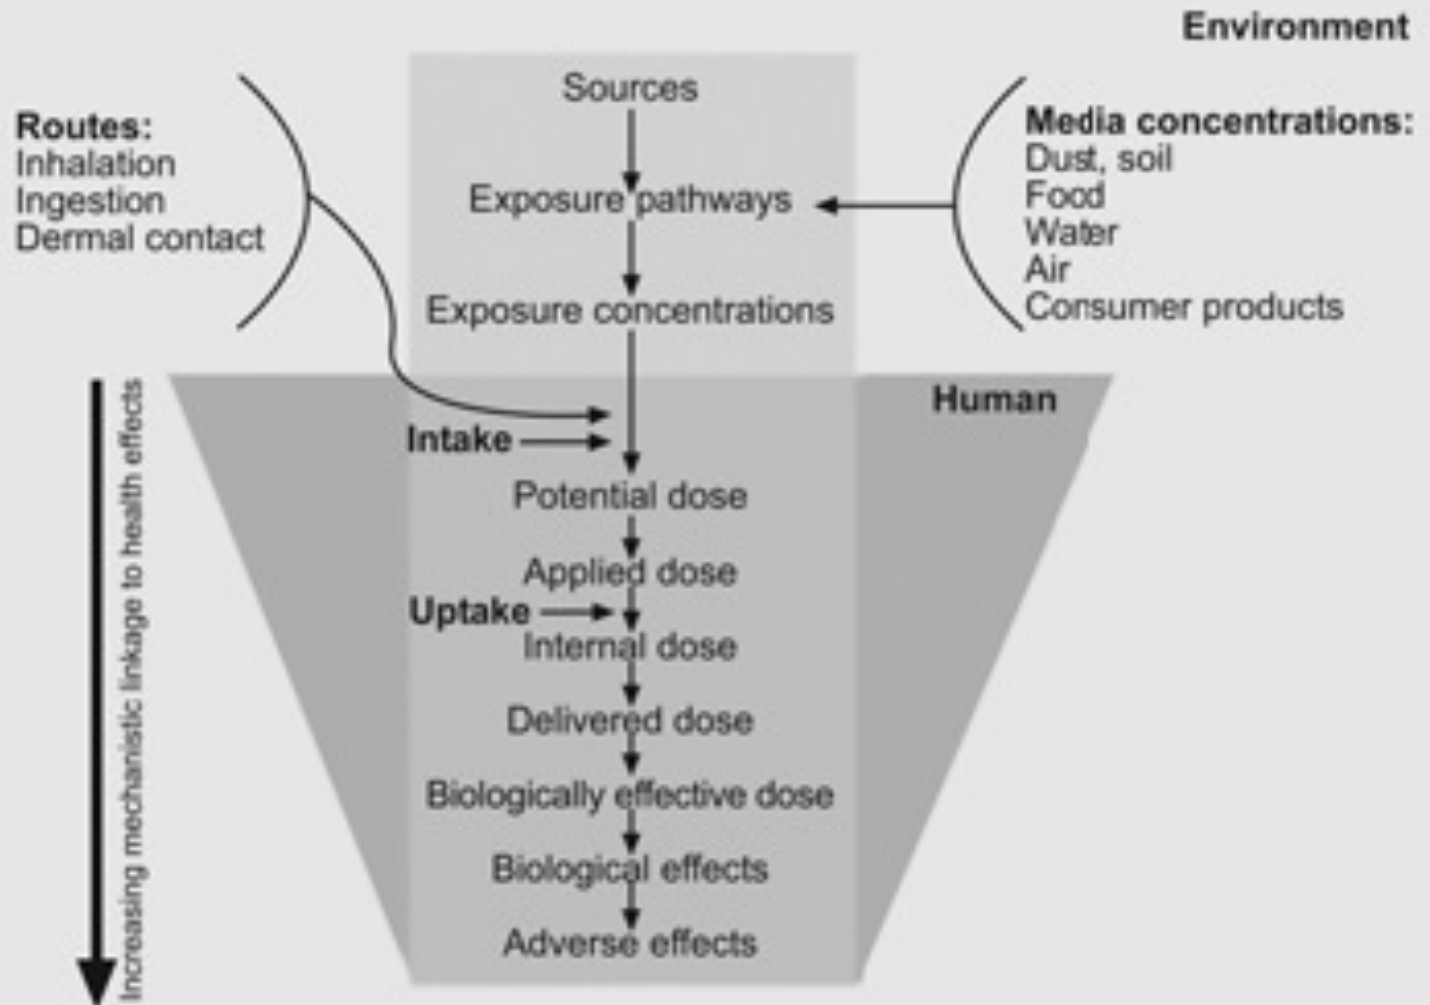 Environment
Sources
Routes:
Inhalation
Ingestion
Dermal contact
Media concentrations:
Dust, soil
Food
Water
Air
Consumer products
Exposure pathways
Exposure concentrations
Human
Intake
Potential dose
Applied dose
Uptake
Internal dose
Delivered dose
Biologically effective dose
Biological effects
Adverse effects
Increasing mechanistic linkage to health effects